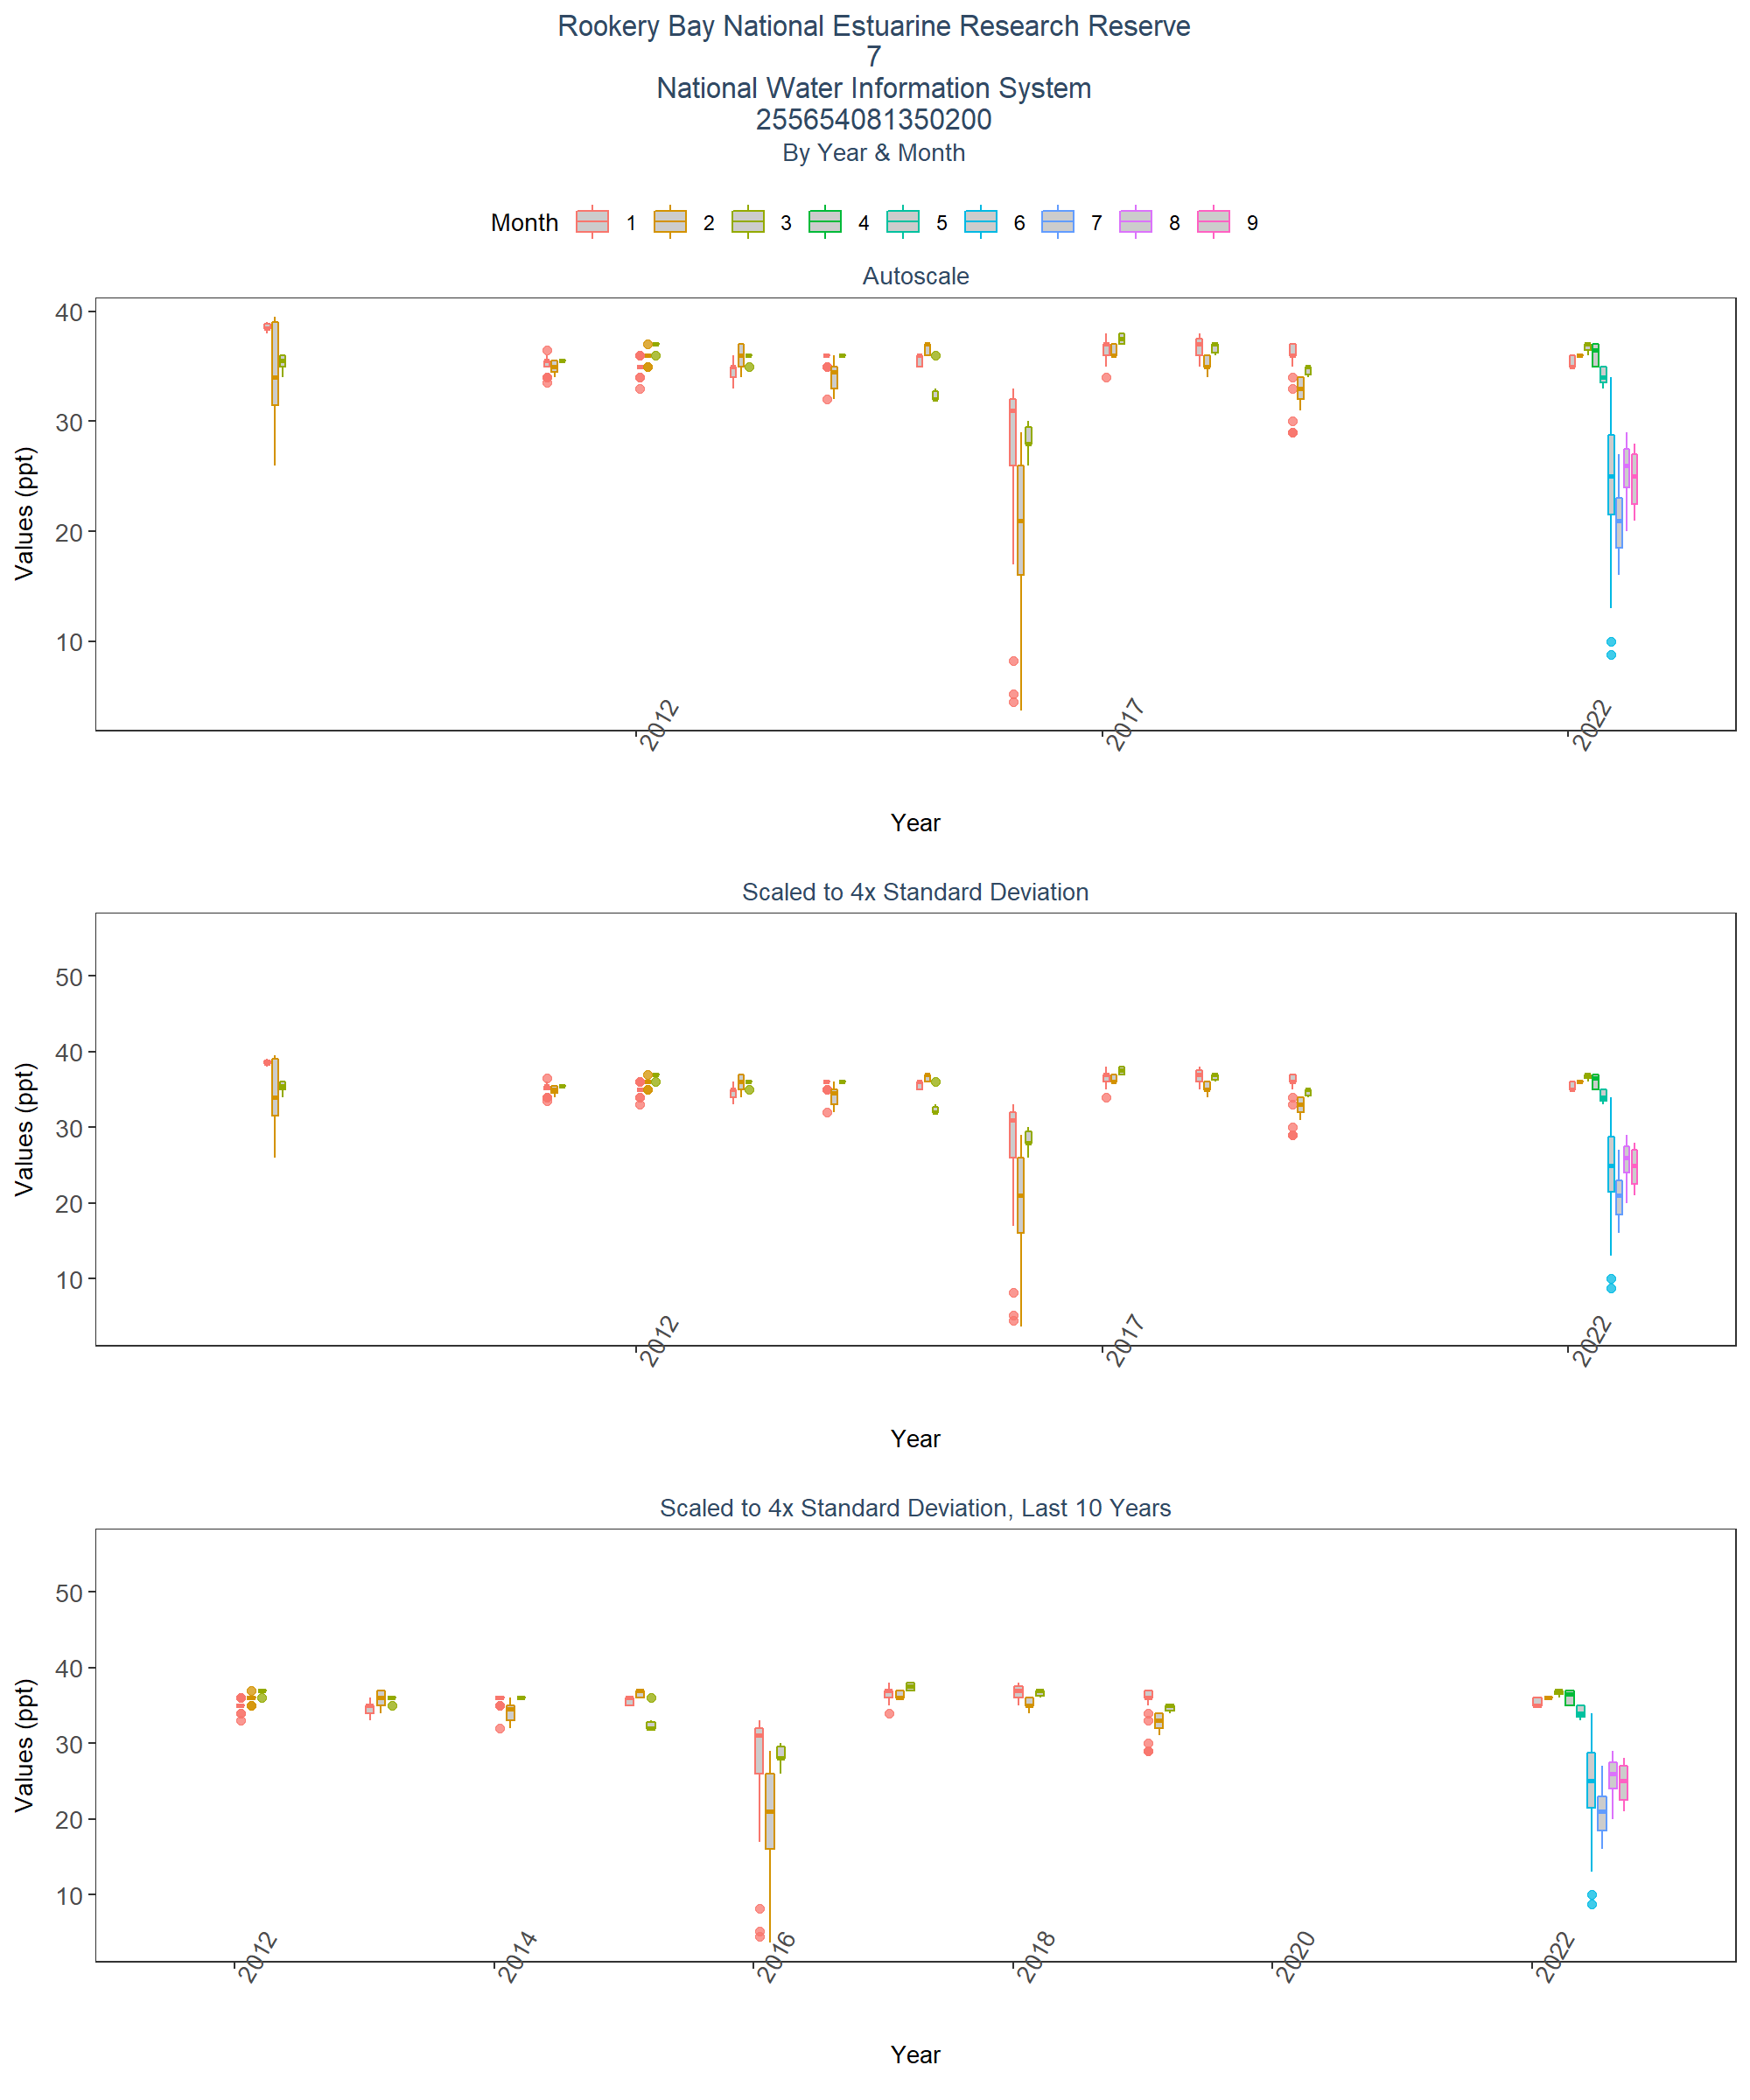 Rookery Bay National Estuarine Research Reserve
7
National Water Information System
255654081350200
By Year & Month
Month 1 2 3 4 5 6 7 8 9
Autoscale
40
30
20
10
Values (ppt)
2012 2017 2022
Year
Scaled to 4x Standard Deviation
50
40
30
20
10
Values (ppt)
2012 2017 2022
Year
Scaled to 4x Standard Deviation, Last 10 Years
50
40
30
20
10
Values (ppt)
2012 2014 2016 2018 2020 2022
Year